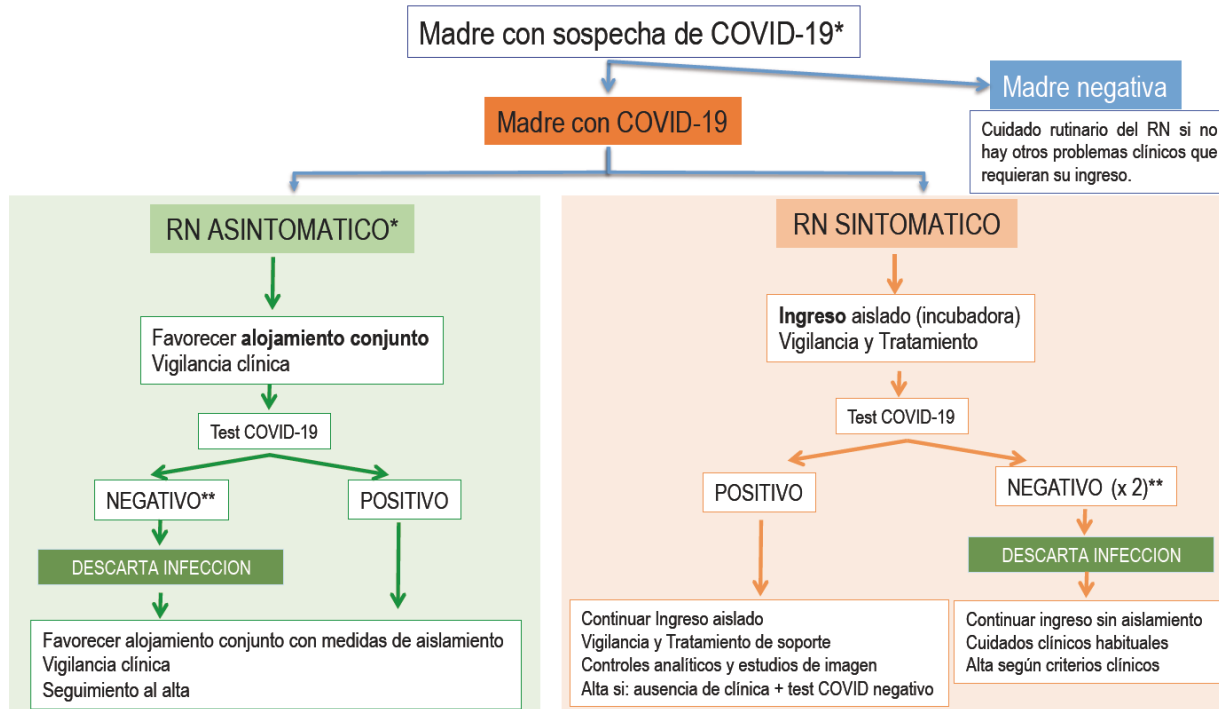 Madre con sospecha de COVID-19*
Madre negativa
Cuidado rutinario del RN si no
hay otros problemas clínicos que
requieran su ingreso.
Madre con COVID-19
RN ASINTOMATICO*
Favorecer alojamiento conjunto
Vigilancia clínica
Test COVID-19
NEGATIVO**
POSITIVO
DESCARTA INFECCION
Favorecer alojamiento conjunto con medidas de aislamiento
Vigilancia clínica
Seguimiento al alta
RN SINTOMATICO
Ingreso aislado (incubadora)
Vigilancia y Tratamiento
Test COVID-19
POSITIVO
NEGATIVO (x 2)**
DESCARTA INFECCION
Continuar Ingreso aislado
Vigilancia y Tratamiento de soporte
Controles analíticos y estudios de imagen
Alta si: ausencia de clínica + test COVID negativo
Continuar ingreso sin aislamiento
Cuidados clínicos habituales
Alta según criterios clínicos